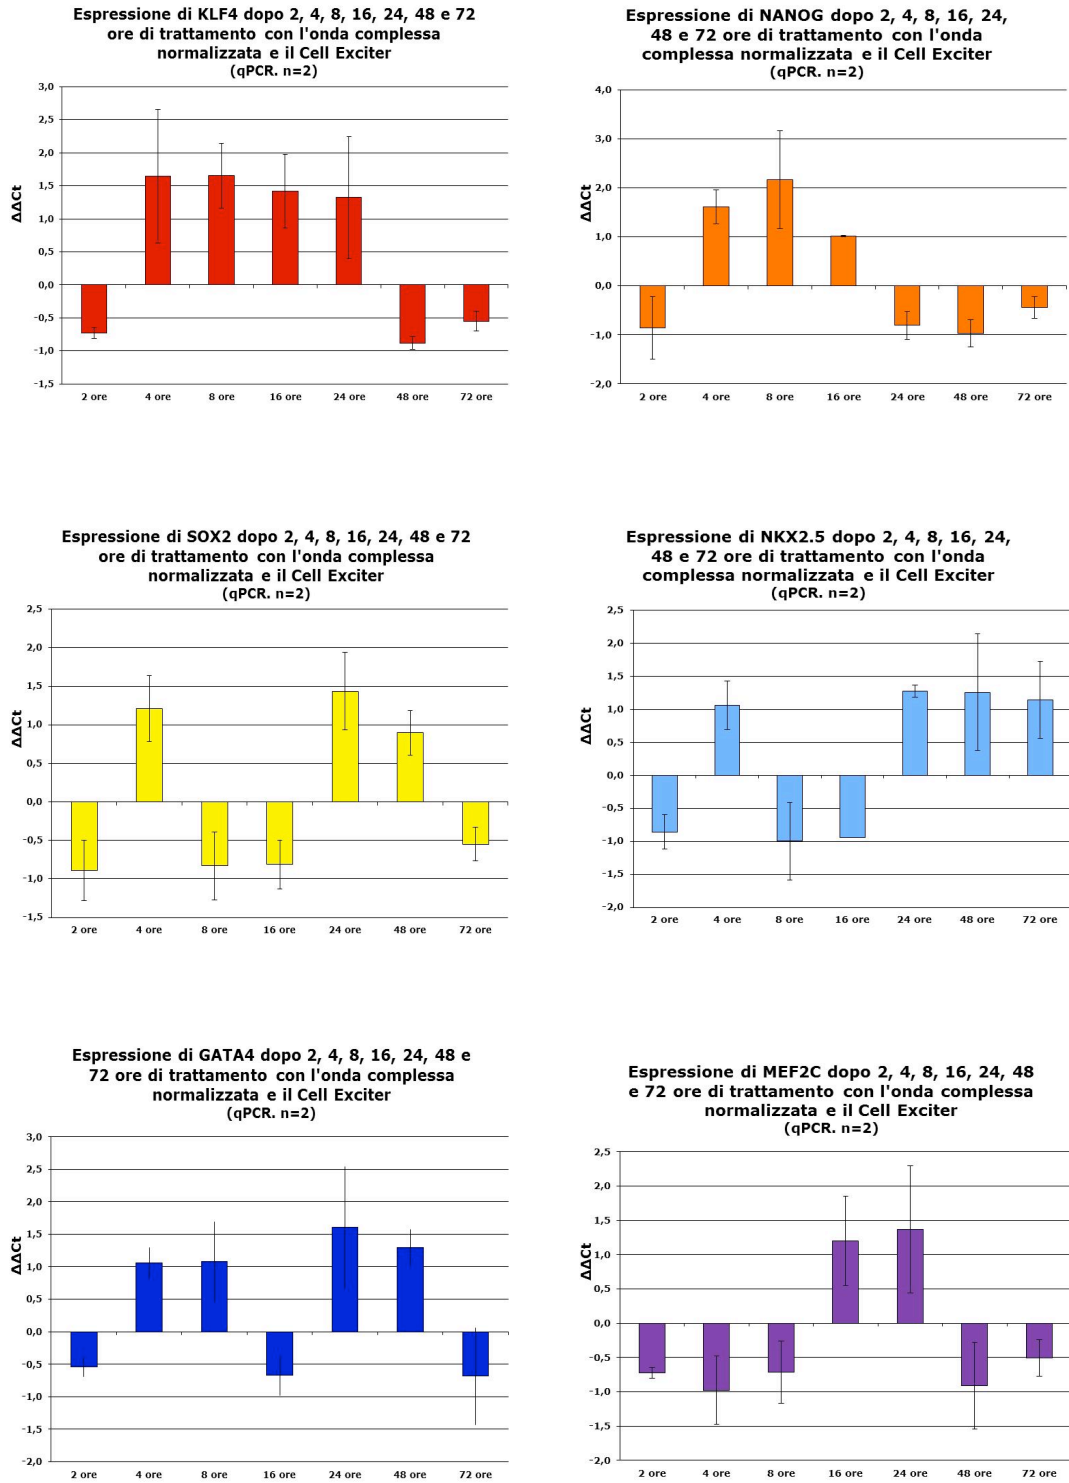 Espressione di KLF4 dopo 2, 4, 8, 16, 24, 48 e 72
ore di trattamento con l'onda complessa
normalizzata e il Cell Exciter
(qPCR. n=2)
3,0
2,5
2,0
1,5
1,0
0,5
0,0
-0,5
-1,0
-1,5
ΔΔCt
2 ore 4 ore 8 ore 16 ore 24 ore 48 ore 72 ore
Espressione di NANOG dopo 2, 4, 8, 16, 24,
48 e 72 ore di trattamento con l'onda
complessa normalizzata e il Cell Exciter
(qPCR. n=2)
4,0
3,0
2,0
1,0
0,0
-1,0
-2,0
ΔΔCt
2 ore 4 ore 8 ore 16 ore 24 ore 48 ore 72 ore
Espressione di SOX2 dopo 2, 4, 8, 16, 24, 48 e 72
ore di trattamento con l'onda complessa
normalizzata e il Cell Exciter
(qPCR. n=2)
2,5
2,0
1,5
1,0
0,5
0,0
-0,5
-1,0
-1,5
ΔΔCt
2 ore 4 ore 8 ore 16 ore 24 ore 48 ore 72 ore
Espressione di NKX2.5 dopo 2, 4, 8, 16, 24,
48 e 72 ore di trattamento con l'onda
complessa normalizzata e il Cell Exciter
(qPCR. n=2)
2,5
2,0
1,5
1,0
0,5
0,0
-0,5
-1,0
-1,5
-2,0
ΔΔCt
2 ore 4 ore 8 ore 16 ore 24 ore 48 ore 72 ore
Espressione di GATA4 dopo 2, 4, 8, 16, 24, 48 e
72 ore di trattamento con l'onda complessa
normalizzata e il Cell Exciter
(qPCR. n=2)
3,0
2,5
2,0
1,5
1,0
0,5
0,0
-0,5
-1,0
-1,5
-2,0
ΔΔCt
2 ore 4 ore 8 ore 16 ore 24 ore 48 ore 72 ore
Espressione di MEF2C dopo 2, 4, 8, 16, 24, 48
e 72 ore di trattamento con l'onda complessa
normalizzata e il Cell Exciter
(qPCR. n=2)
2,5
2,0
1,5
1,0
0,5
0,0
-0,5
-1,0
-1,5
-2,0
ΔΔCt
2 ore 4 ore 8 ore 16 ore 24 ore 48 ore 72 ore